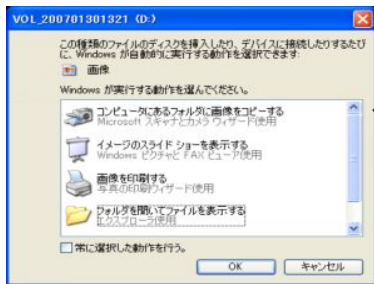 VOL_200701301321 (D:)
この種類のファイルのディスクを挿入したり、デバイスに接続したりするたび
に、Windows が自動的に実行する動作を選択できます:
画像
Windows が実行する動作を選んでください。
コンピュータにあるフォルダに画像をコピーする
Microsoft スキャナとカメラ ウィザード使用
イメージのスライド ショーを表示する
Windows ピクチャと FAX ビューア使用
画像を印刷する
写真の印刷ウィザード使用
フォルダを開いてファイルを表示する
エクスプローラ使用
常に選択した動作を行う。
OK
キャンセル